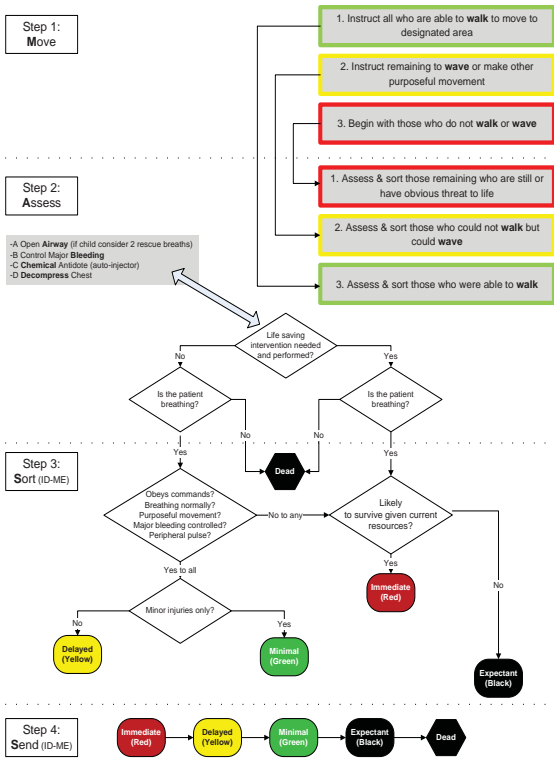 Step 1:
Move
1. Instruct all who are able to walk to move to
designated area
2. Instruct remaining to wave or make other
purposeful movement
3. Begin with those who do not walk or wave
Step 2:
Assess
1. Assess & sort those remaining who are still or
have obvious threat to life
2. Assess & sort those who could not walk but
could wave
3. Assess & sort those who were able to walk
-A Open Airway (if child consider 2 rescue breaths)
-B Control Major Bleeding
-C Chemical Antidote (auto-injector)
-D Decompress Chest
Life saving
intervention needed
and performed?
No
Yes
Is the patient
breathing?
Is the patient
breathing?
No
No
Yes
Yes
Dead
Step 3:
Sort (ID-ME)
Obeys commands?
Breathing normally?
Purposeful movement?
Major bleeding controlled?
Peripheral pulse?
No to any
Likely
to survive given current
resources?
Yes to all
Yes
No
Immediate
(Red)
Minor injuries only?
No
Yes
Delayed
(Yellow)
Minimal
(Green)
Expectant
(Black)
Step 4:
Send (ID-ME)
Immediate
(Red)
Delayed
(Yellow)
Minimal
(Green)
Expectant
(Black)
Dead